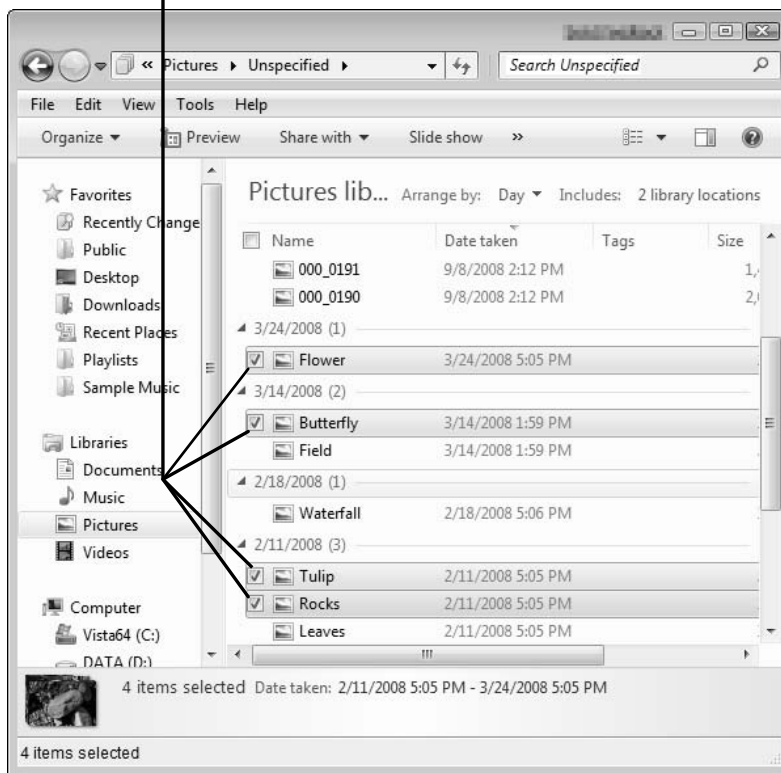 « Pictures ▸ Unspecified ▸ Search Unspecified
File Edit View Tools Help
Organize Preview Share with Slide show »
Favorites
Recently Change
Public
Desktop
Downloads
Recent Places
Playlists
Sample Music
Libraries
Documents
Music
Pictures
Videos
Computer
Vista64 (C:)
DATA (D:)
Pictures lib... Arrange by: Day Includes: 2 library locations
Name Date taken Tags Size
000_0191 9/8/2008 2:12 PM 1,
000_0190 9/8/2008 2:12 PM 2,
3/24/2008 (1)
Flower 3/24/2008 5:05 PM
3/14/2008 (2)
Butterfly 3/14/2008 1:59 PM
Field 3/14/2008 1:59 PM
2/18/2008 (1)
Waterfall 2/18/2008 5:06 PM
2/11/2008 (3)
Tulip 2/11/2008 5:05 PM
Rocks 2/11/2008 5:05 PM
Leaves 2/11/2008 5:05 PM
4 items selected Date taken: 2/11/2008 5:05 PM - 3/24/2008 5:05 PM
4 items selected